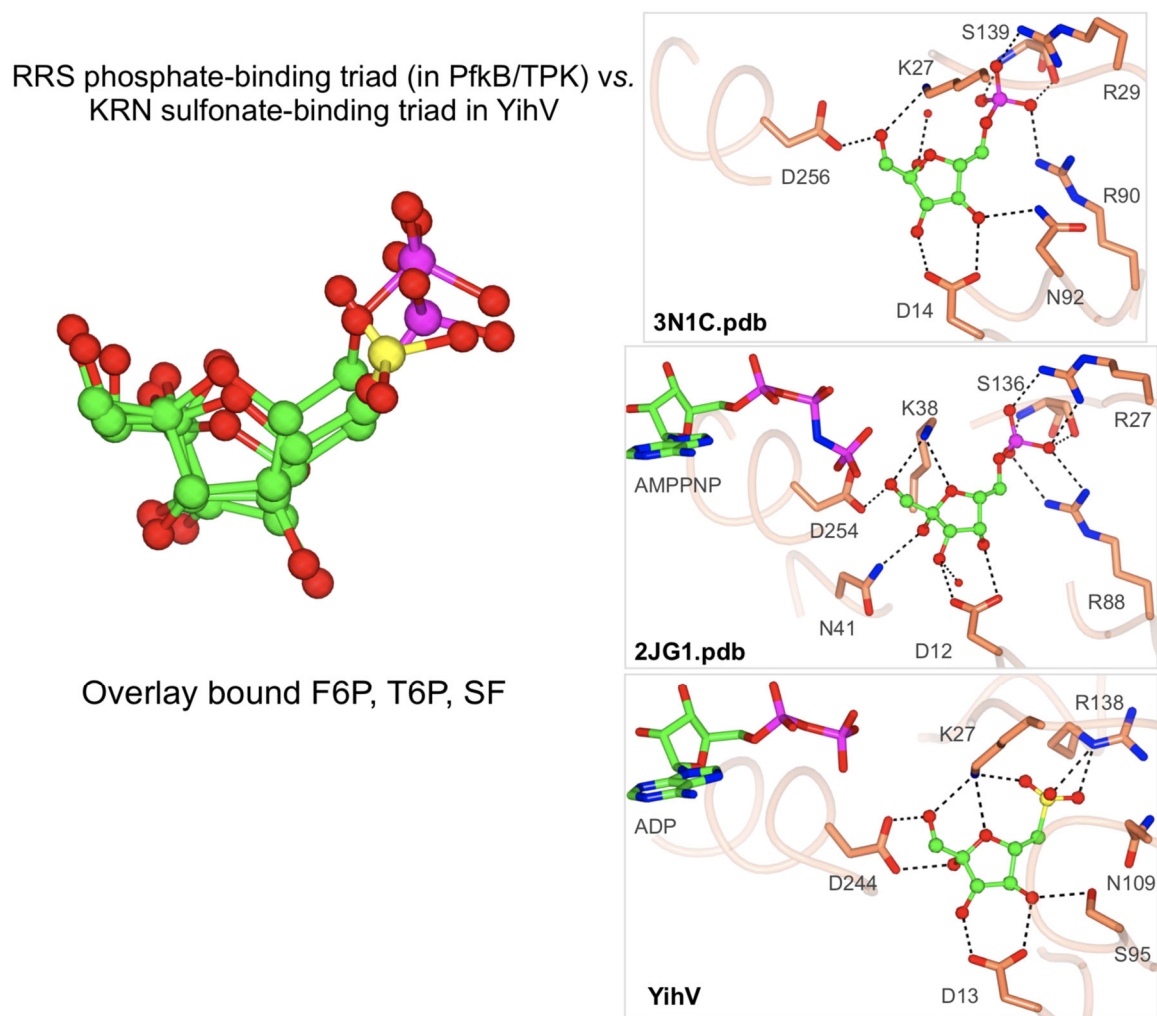 RRS phosphate-binding triad (in PfkB/TPK) vs.
KRN sulfonate-binding triad in YihV
Overlay bound F6P, T6P, SF
S139
K27
R29
D256
R90
N92
D14
3N1C.pdb
S136
K38
R27
AMPPNP
D254
N41
R88
D12
2JG1.pdb
R138
K27
ADP
D244
N109
S95
D13
YihV